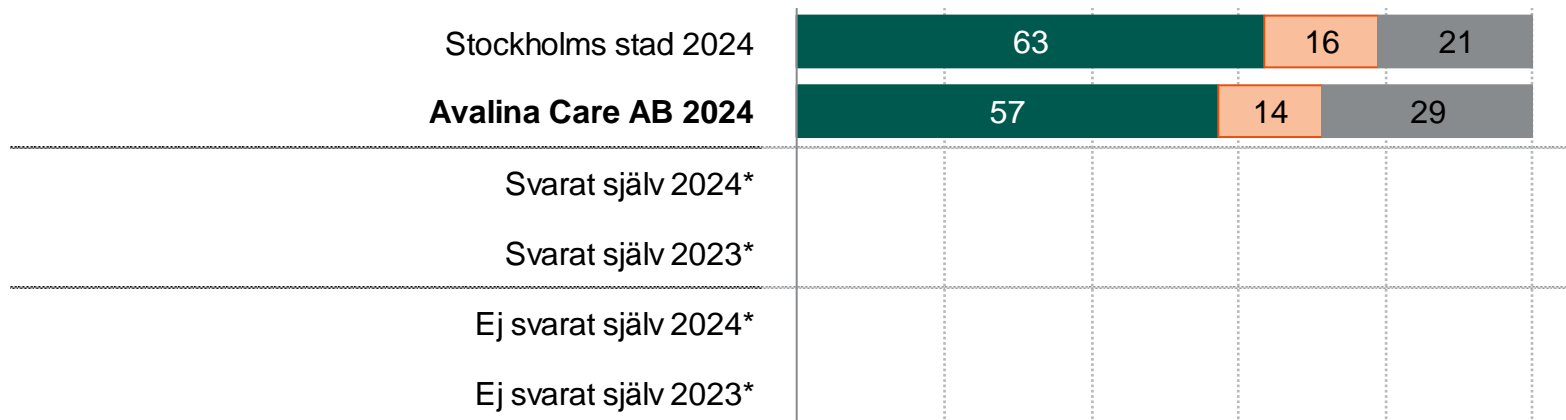 Stockholms stad 2024 63 16 21
Avalina Care AB 2024 57 14 29
Svarat själv 2024*
Svarat själv 2023*
Ej svarat själv 2024*
Ej svarat själv 2023*